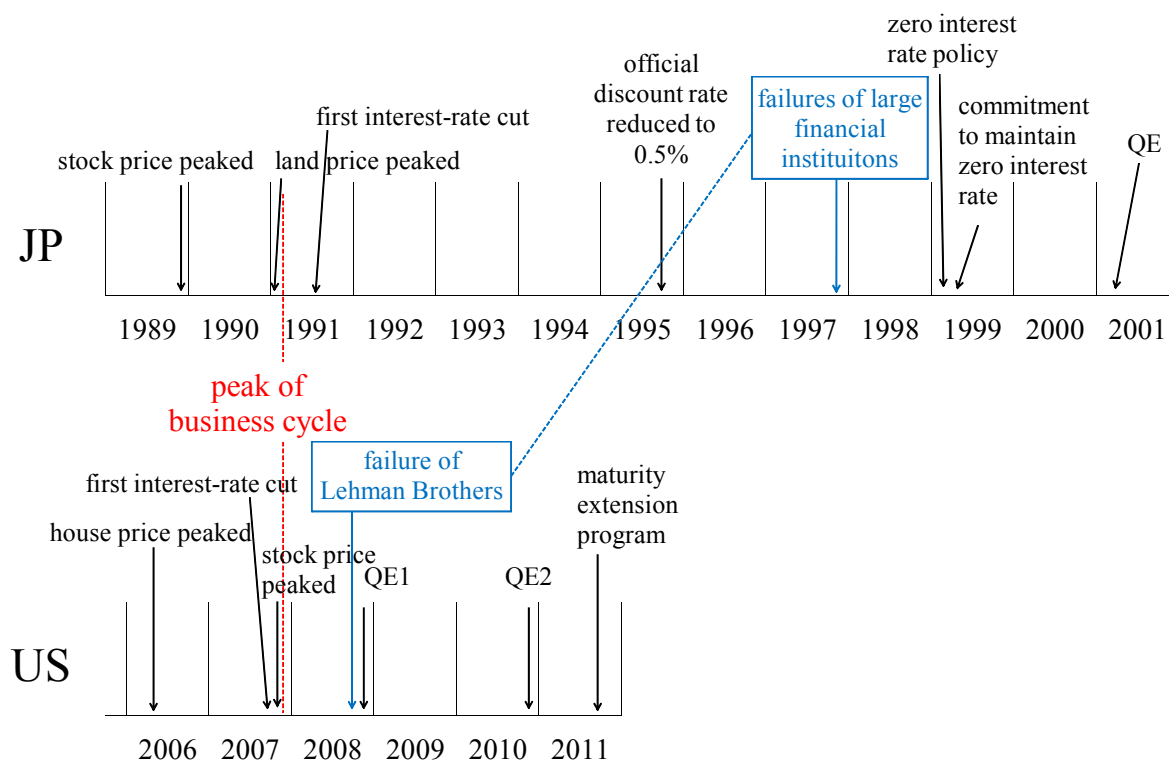 zero interest
rate policy
official
discount rate
reduced to
0.5%
failures of large
financial
instituitons
commitment
to maintain
zero interest
rate
QE
first interest-rate cut
stock price peaked
land price peaked
JP
1989 1990 1991 1992 1993 1994 1995 1996 1997 1998 1999 2000 2001
peak of
business cycle
failure of
Lehman Brothers
maturity
extension
program
first interest-rate cut
house price peaked
stock price
peaked
QE1
QE2
US
2006 2007 2008 2009 2010 2011